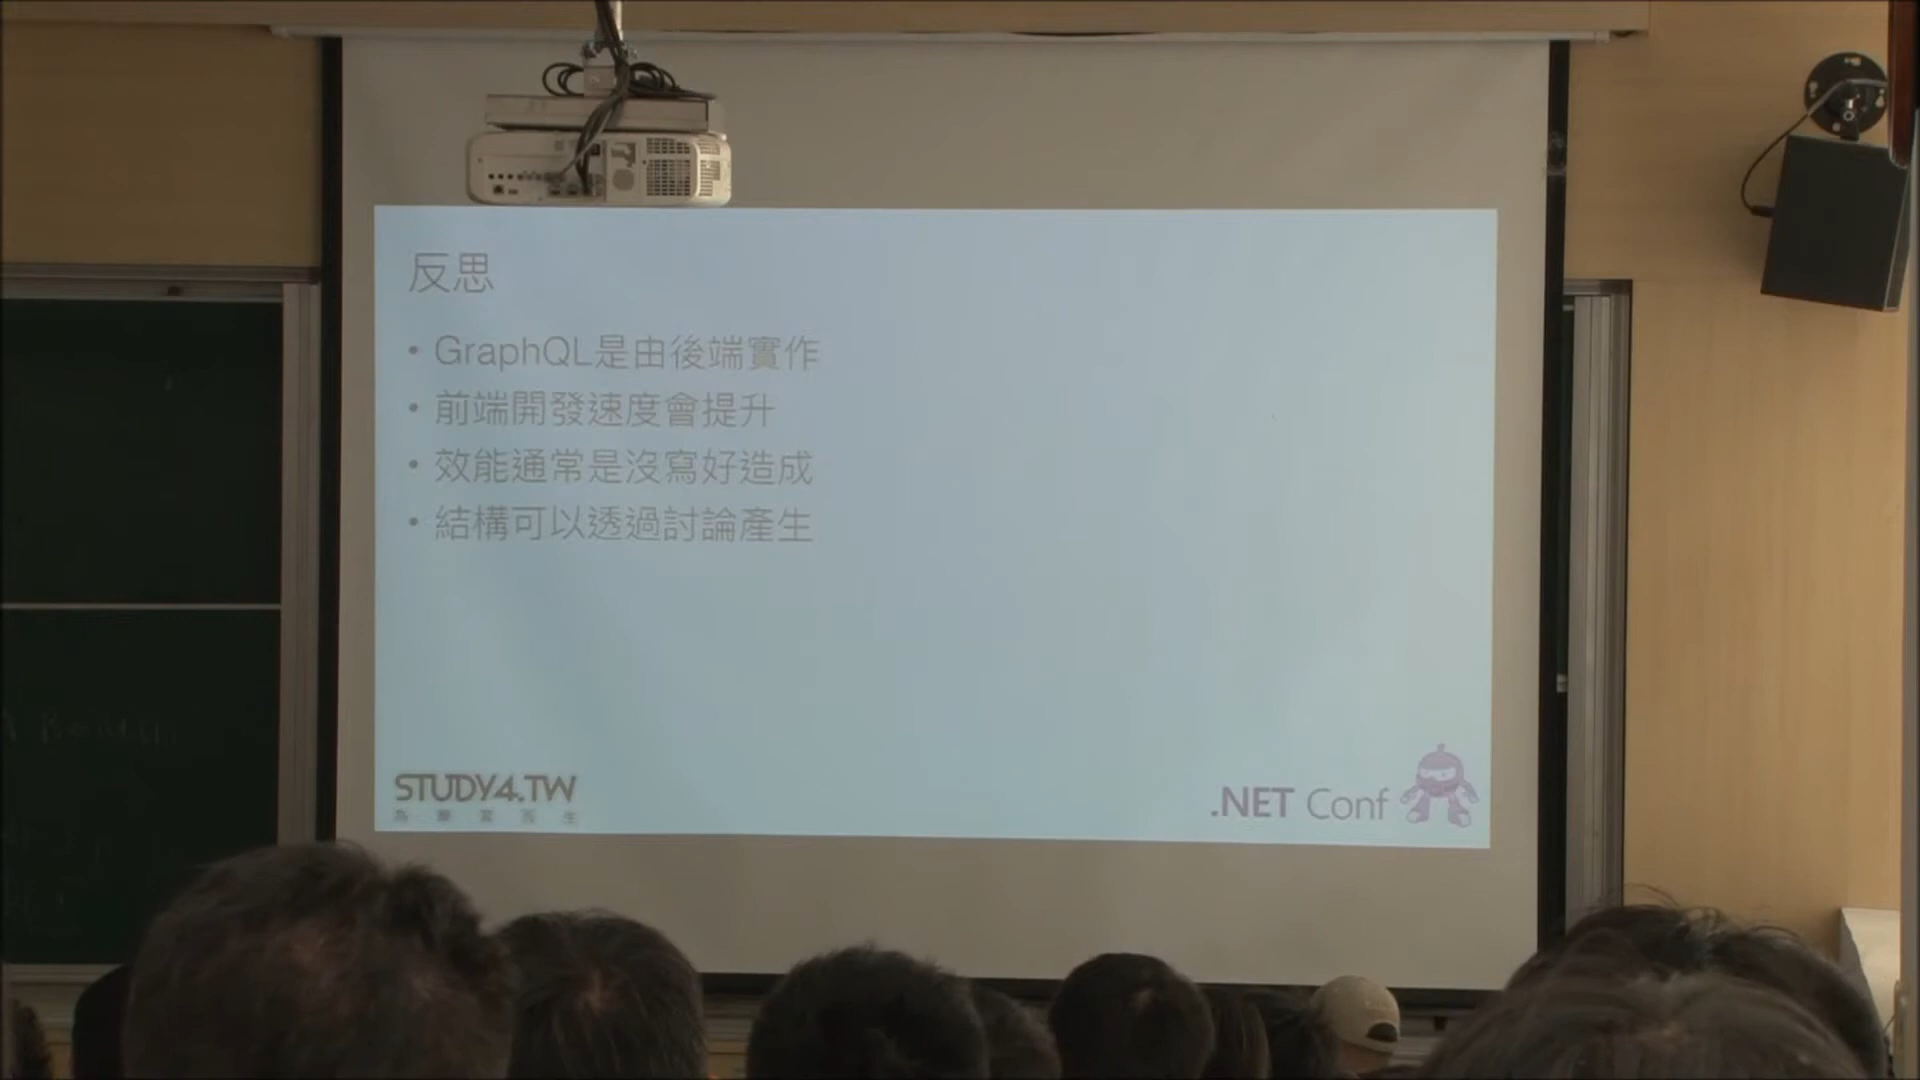 反思
• GraphQL是由後端實作
• 前端開發速度會提升
• 效能通常是沒寫好造成
• 結構可以透過討論產生
STUDY4.TW
.NET Conf